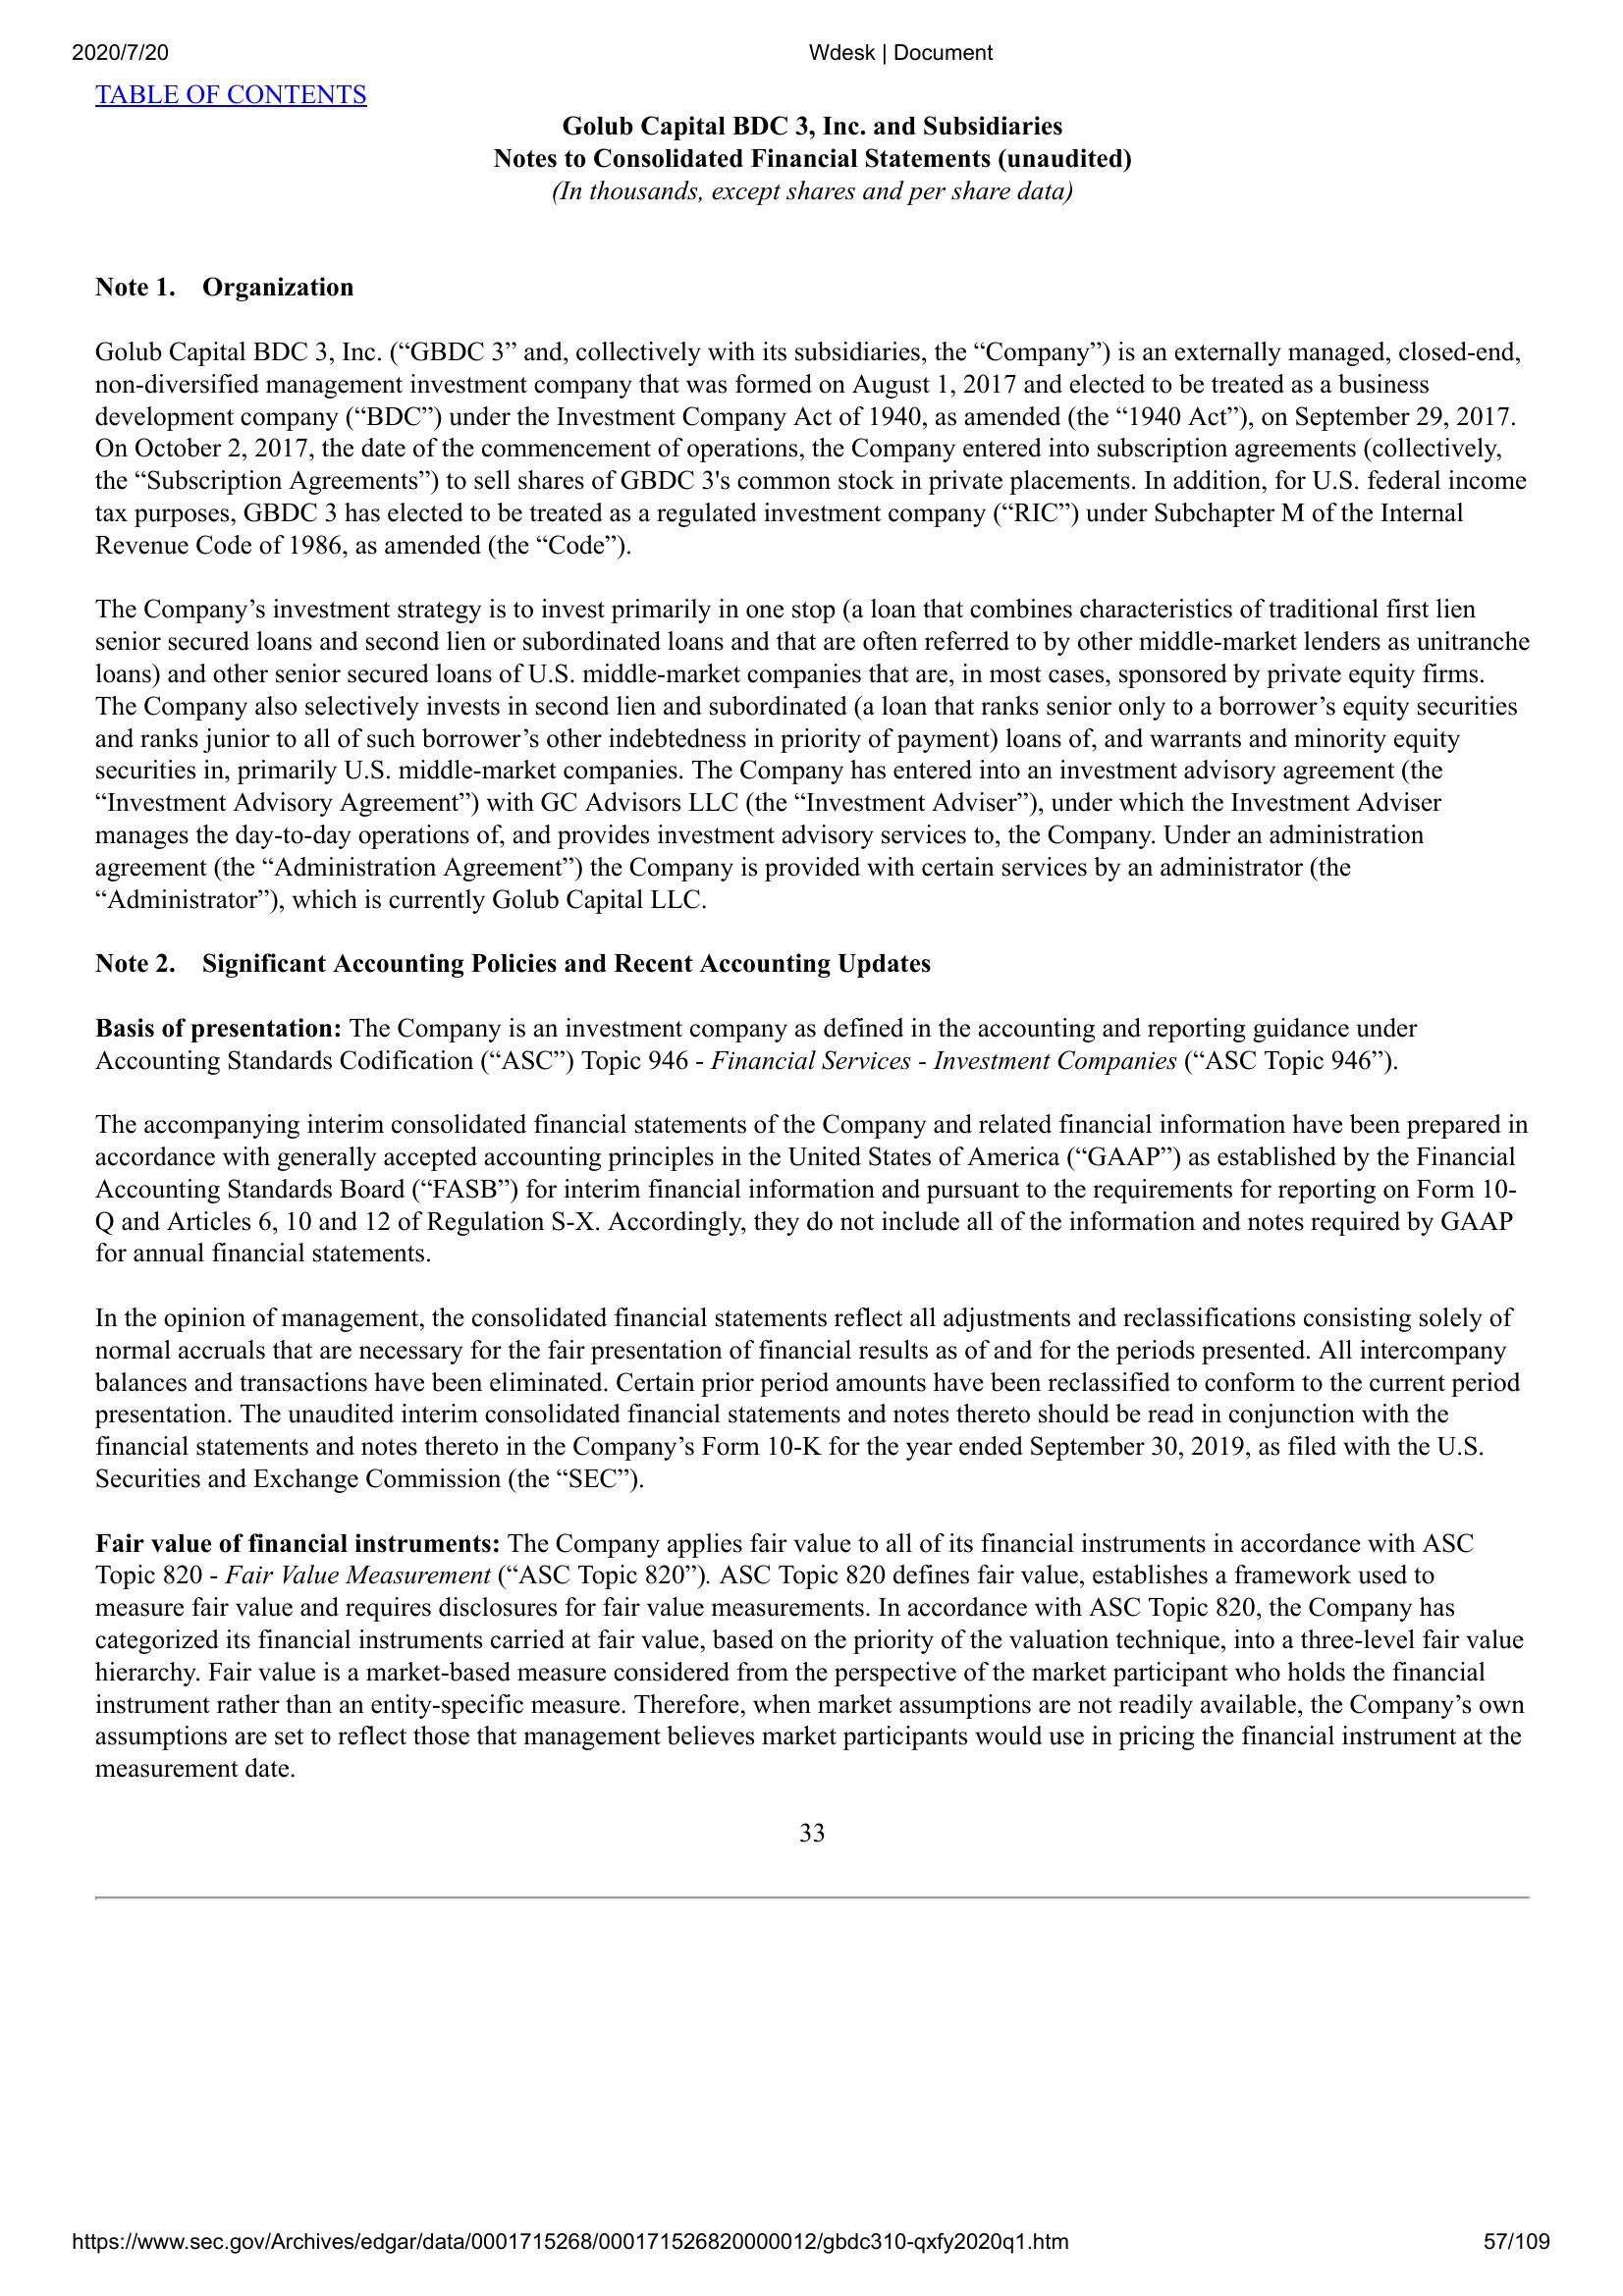 2020/7/20
Wdesk | Document
TABLE OF CONTENTS
Golub Capital BDC 3, Inc. and Subsidiaries
Notes to Consolidated Financial Statements (unaudited)
(In thousands, except shares and per share data)
Note 1. Organization
Golub Capital BDC 3, Inc. (“GBDC 3” and, collectively with its subsidiaries, the “Company”) is an externally managed, closed-end,
non-diversified management investment company that was formed on August 1, 2017 and elected to be treated as a business
development company (“BDC”) under the Investment Company Act of 1940, as amended (the “1940 Act”), on September 29, 2017.
On October 2, 2017, the date of the commencement of operations, the Company entered into subscription agreements (collectively,
the “Subscription Agreements”) to sell shares of GBDC 3's common stock in private placements. In addition, for U.S. federal income
tax purposes, GBDC 3 has elected to be treated as a regulated investment company (“RIC”) under Subchapter M of the Internal
Revenue Code of 1986, as amended (the “Code”).
The Company’s investment strategy is to invest primarily in one stop (a loan that combines characteristics of traditional first lien
senior secured loans and second lien or subordinated loans and that are often referred to by other middle-market lenders as unitranche
loans) and other senior secured loans of U.S. middle-market companies that are, in most cases, sponsored by private equity firms.
The Company also selectively invests in second lien and subordinated (a loan that ranks senior only to a borrower’s equity securities
and ranks junior to all of such borrower’s other indebtedness in priority of payment) loans of, and warrants and minority equity
securities in, primarily U.S. middle-market companies. The Company has entered into an investment advisory agreement (the
“Investment Advisory Agreement”) with GC Advisors LLC (the “Investment Adviser”), under which the Investment Adviser
manages the day-to-day operations of, and provides investment advisory services to, the Company. Under an administration
agreement (the “Administration Agreement”) the Company is provided with certain services by an administrator (the
“Administrator”), which is currently Golub Capital LLC.
Note 2. Significant Accounting Policies and Recent Accounting Updates
Basis of presentation: The Company is an investment company as defined in the accounting and reporting guidance under
Accounting Standards Codification (“ASC”) Topic 946 - Financial Services - Investment Companies (“ASC Topic 946”).
The accompanying interim consolidated financial statements of the Company and related financial information have been prepared in
accordance with generally accepted accounting principles in the United States of America (“GAAP”) as established by the Financial
Accounting Standards Board (“FASB”) for interim financial information and pursuant to the requirements for reporting on Form 10-
Q and Articles 6, 10 and 12 of Regulation S-X. Accordingly, they do not include all of the information and notes required by GAAP
for annual financial statements.
In the opinion of management, the consolidated financial statements reflect all adjustments and reclassifications consisting solely of
normal accruals that are necessary for the fair presentation of financial results as of and for the periods presented. All intercompany
balances and transactions have been eliminated. Certain prior period amounts have been reclassified to conform to the current period
presentation. The unaudited interim consolidated financial statements and notes thereto should be read in conjunction with the
financial statements and notes thereto in the Company’s Form 10-K for the year ended September 30, 2019, as filed with the U.S.
Securities and Exchange Commission (the “SEC”).
Fair value of financial instruments: The Company applies fair value to all of its financial instruments in accordance with ASC
Topic 820 - Fair Value Measurement (“ASC Topic 820”). ASC Topic 820 defines fair value, establishes a framework used to
measure fair value and requires disclosures for fair value measurements. In accordance with ASC Topic 820, the Company has
categorized its financial instruments carried at fair value, based on the priority of the valuation technique, into a three-level fair value
hierarchy. Fair value is a market-based measure considered from the perspective of the market participant who holds the financial
instrument rather than an entity-specific measure. Therefore, when market assumptions are not readily available, the Company’s own
assumptions are set to reflect those that management believes market participants would use in pricing the financial instrument at the
measurement date.
33
https://www.sec.gov/Archives/edgar/data/0001715268/000171526820000012/gbdc310-qxfy2020q1.htm
57/109